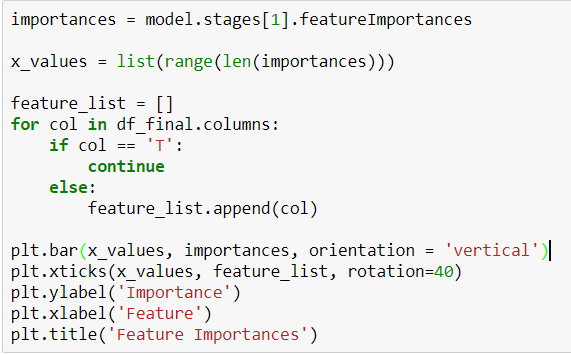 importances = model.stages[1].featureImportances
x_values = list(range(len(importances)))
feature_list = []
for col in df_final.columns:
    if col == 'T':
        continue
    else:
        feature_list.append(col)
plt.bar(x_values, importances, orientation = 'vertical')
plt.xticks(x_values, feature_list, rotation=40)
plt.ylabel('Importance')
plt.xlabel('Feature')
plt.title('Feature Importances')